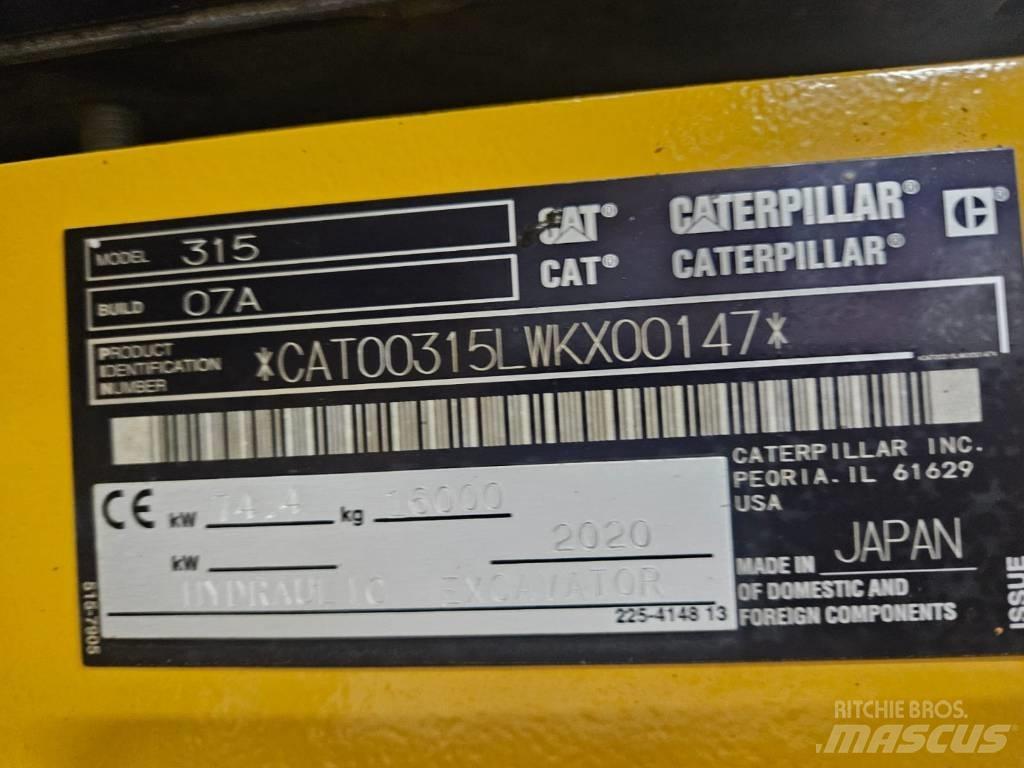 MODEL 315
BUILD 07A
CAT® CATERPILLAR® ®
CAT® CATERPILLAR®
PRODUCT IDENTIFICATION NUMBER *CAT00315LWKX00147*
CATERPILLAR INC.
PEORIA. IL 61629
USA
CE kW 74.4 kg 16000
kW 2020
HYDRAULIC EXCAVATOR
225-4148 13
MADE IN JAPAN
OF DOMESTIC AND
FOREIGN COMPONENTS
515-7905
ISSUE
RITCHIE BROS.
MASCUS